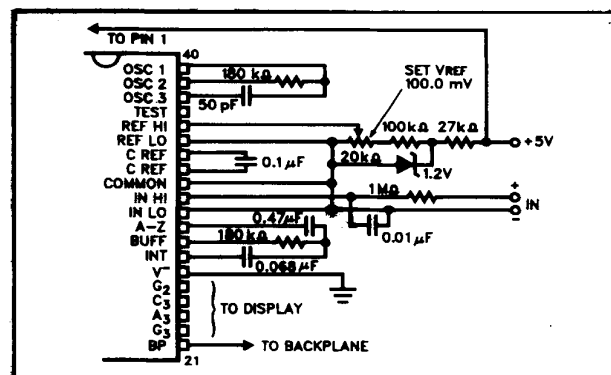 TO PIN 1
40
OSC 1
OSC 2
OSC 3
TEST
REF HI
REF LO
C REF
C REF
COMMON
IN HI
IN LO
A-Z
BUFF
INT
V⁻
G₂
C₃
A₃
G₃
BP
21
180 kΩ
50 pF
SET VREF
100.0 mV
100kΩ
27kΩ
+5V
20kΩ
1.2V
0.1µF
1MΩ
+
IN
−
0.01µF
0.47µF
180kΩ
0.068µF
TO DISPLAY
TO BACKPLANE